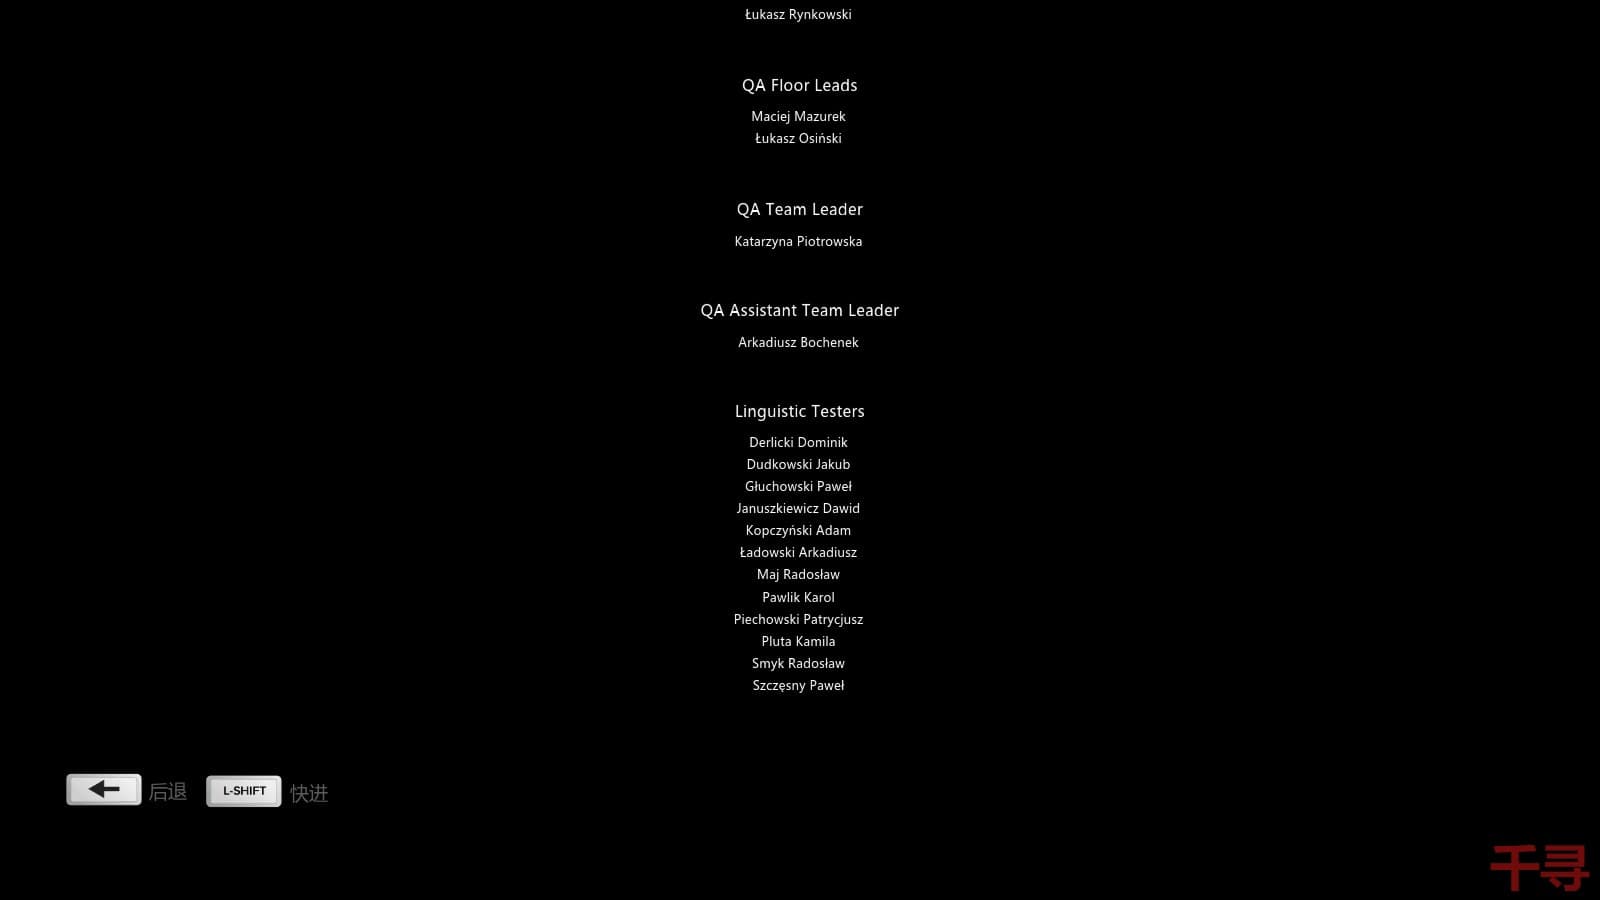 Łukasz Rynkowski
QA Floor Leads
Maciej Mazurek
Łukasz Osiński
QA Team Leader
Katarzyna Piotrowska
QA Assistant Team Leader
Arkadiusz Bochenek
Linguistic Testers
Derlicki Dominik
Dudkowski Jakub
Głuchowski Paweł
Januszkiewicz Dawid
Kopczyński Adam
Ładowski Arkadiusz
Maj Radosław
Pawlik Karol
Piechowski Patrycjusz
Pluta Kamila
Smyk Radosław
Szczęsny Paweł
后退 L-SHIFT 快进
千寻